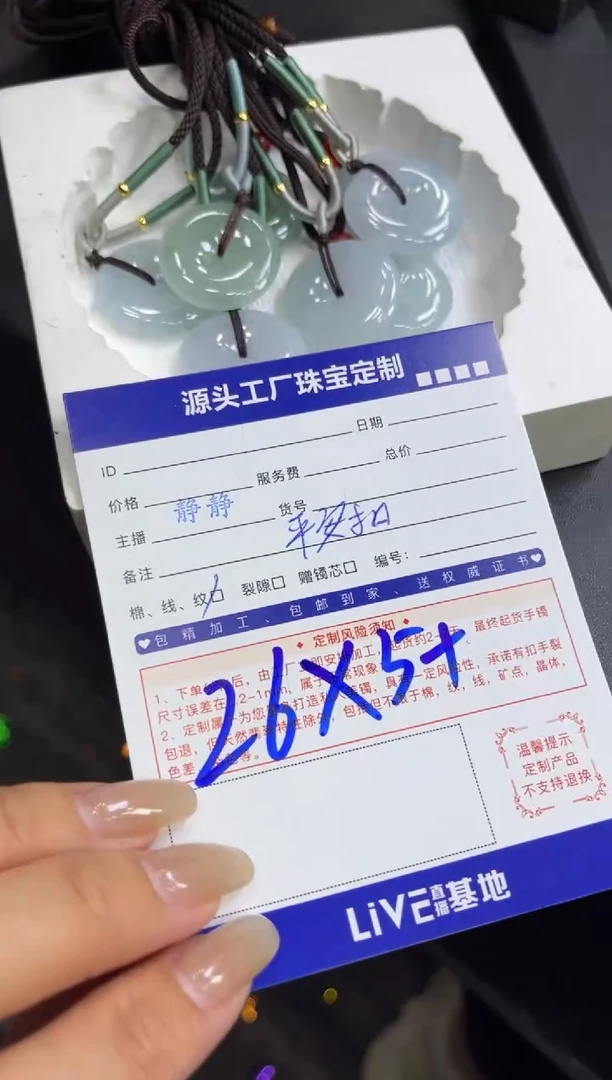 源头工厂珠宝定制
ID 日期
价格 服务费 总价
主播 静静 货号
备注 平安扣
棉、线、纹 裂隙 赠镯芯 编号：
包精加工、包邮到家、送权威证书
定制风险须知
26X5+
温馨提示
定制产品
不支持退换
LiVE直播基地